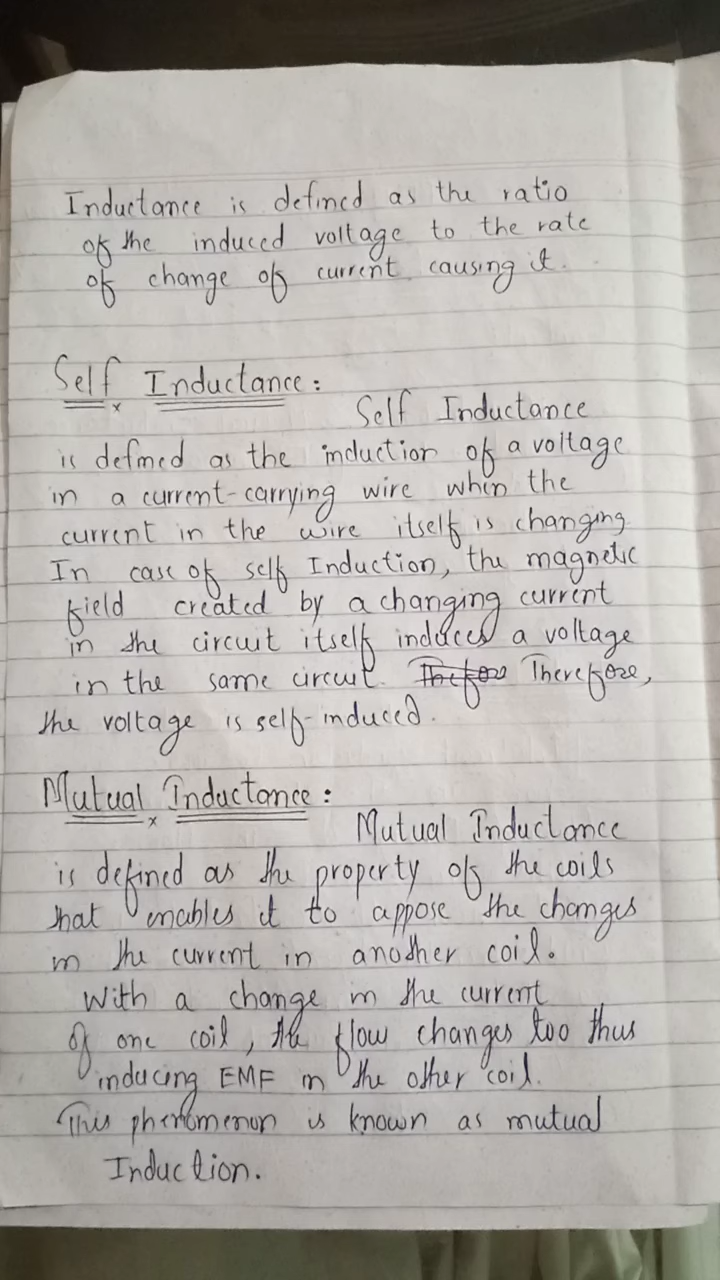 Inductance is defined as the ratio
of the induced voltage to the rate
of change of current causing it.
Self Inductance:
Self Inductance
is defined as the induction of a voltage
in a current-carrying wire when the
current in the wire itself is changing
In case of self Induction, the magnetic
field created by a changing current
in the circuit itself induces a voltage
in the same circuit. Therefore,
the voltage is self-induced.
Mutual Inductance:
Mutual Inductance
is defined as the property of the coils
that enables it to appose the changes
in the current in another coil.
With a change in the current
of one coil, the flow changes too thus
inducing EMF in the other coil.
This phenomenon is known as mutual
Induction.